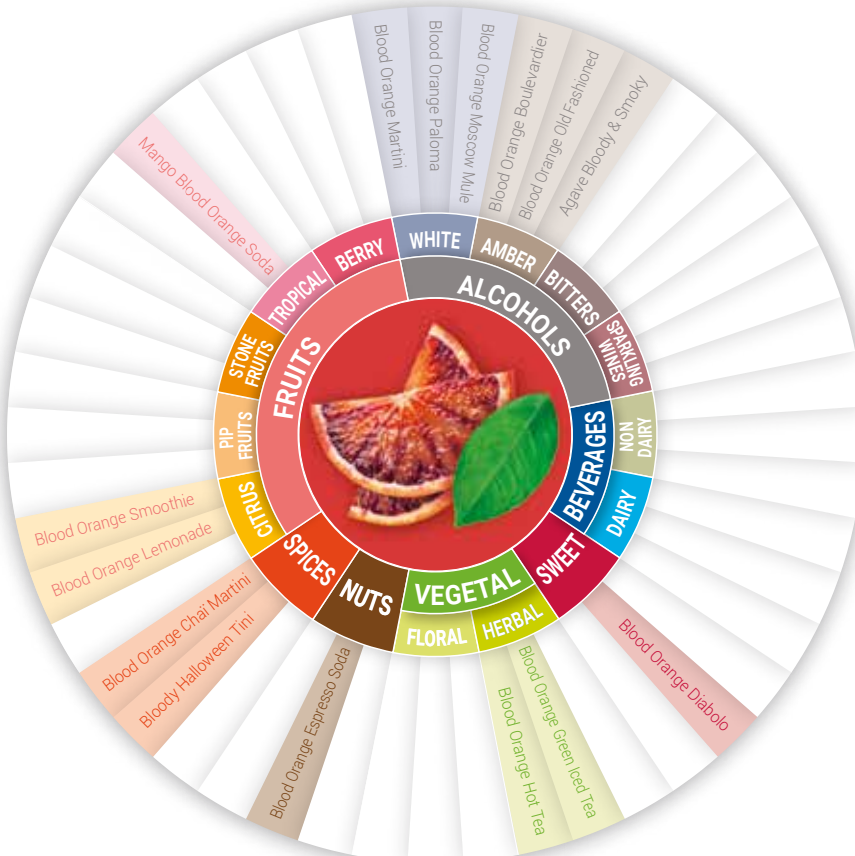 Blood Orange Martini
Blood Orange Paloma
Blood Orange Moscow Mule
Blood Orange Boulevardier
Blood Orange Old Fashioned
Agave Bloody & Smoky
Mango Blood Orange Soda
WHITE
AMBER
BITTERS
SPARKLING
WINES
NON
DAIRY
DAIRY
BERRY
TROPICAL
STONE
FRUITS
PIP
FRUITS
CITRUS
ALCOHOLS
FRUITS
BEVERAGES
SWEET
VEGETAL
HERBAL
FLORAL
NUTS
SPICES
Blood Orange Smoothie
Blood Orange Lemonade
Blood Orange Chaï Martini
Bloody Halloween Tini
Blood Orange Espresso Soda
Blood Orange Hot Tea
Blood Orange Green Iced Tea
Blood Orange Diabolo